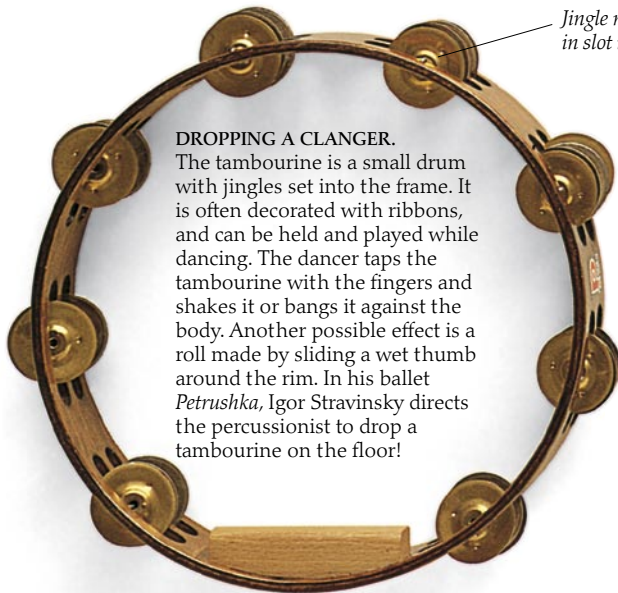 Jingle
in slot
DROPPING A CLANGER.
The tambourine is a small drum
with jingles set into the frame. It
is often decorated with ribbons,
and can be held and played while
dancing. The dancer taps the
tambourine with the fingers and
shakes it or bangs it against the
body. Another possible effect is a
roll made by sliding a wet thumb
around the rim. In his ballet
Petrushka, Igor Stravinsky directs
the percussionist to drop a
tambourine on the floor!